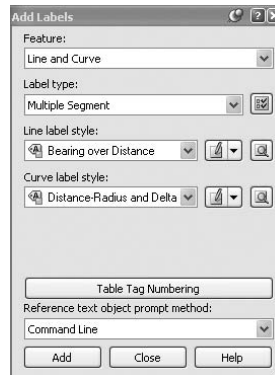 Add Labels
Feature:
Line and Curve
Label type:
Multiple Segment
Line label style:
Bearing over Distance
Curve label style:
Distance-Radius and Delta
Table Tag Numbering
Reference text object prompt method:
Command Line
Add Close Help